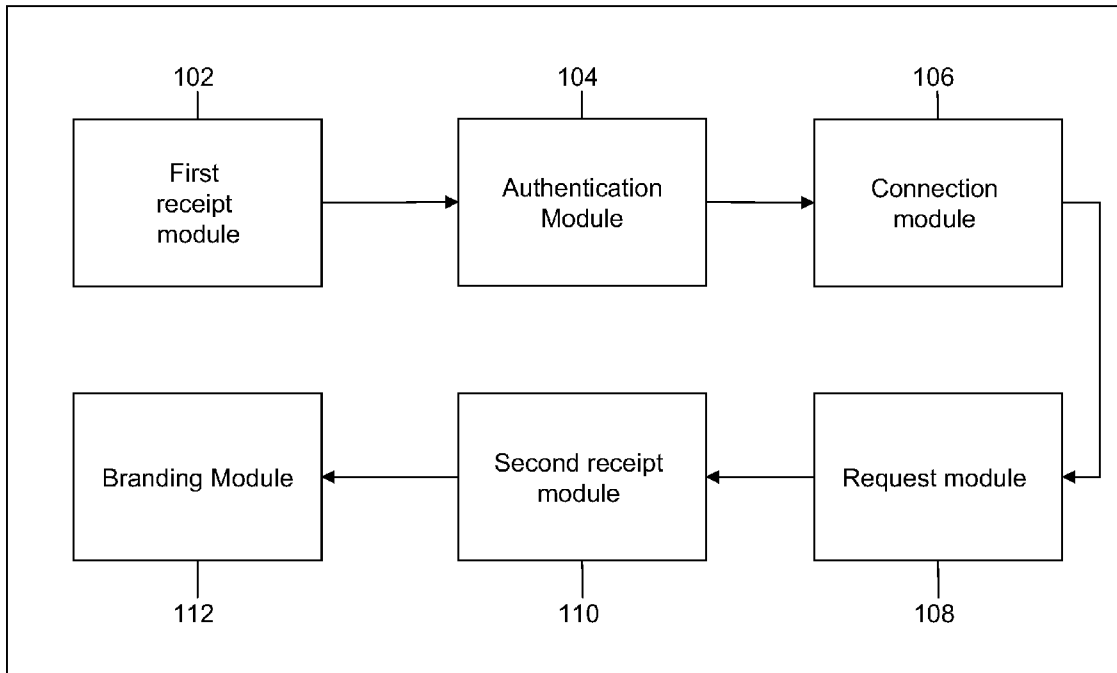 102
104
106
First
receipt
module
Authentication
Module
Connection
module
Branding Module
Second receipt
module
Request module
112
110
108